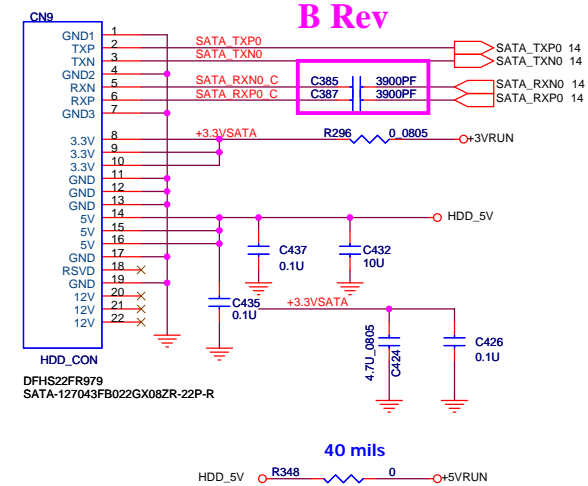 B Rev
CN9
GND1 1
TXP 2 SATA_TXP0 SATA_TXP0 14
TXN 3 SATA_TXN0 SATA_TXN0 14
GND2 4
RXN 5 SATA_RXN0_C C385 3900PF SATA_RXN0 14
RXP 6 SATA_RXP0_C C387 3900PF SATA_RXP0 14
GND3 7
3.3V 8 +3.3VSATA R296 0_0805 +3VRUN
3.3V 9
3.3V 10
GND 11
GND 12
GND 13
5V 14 HDD_5V
5V 15
5V 16
GND 17
RSVD 18
GND 19
12V 20
12V 21
12V 22
C437
0.1U
C432
10U
C435
0.1U
+3.3VSATA
4.7U_0805
C424
C426
0.1U
HDD_CON
DFHS22FR979
SATA-127043FB022GX08ZR-22P-R
40 mils
HDD_5V R348 0 +5VRUN